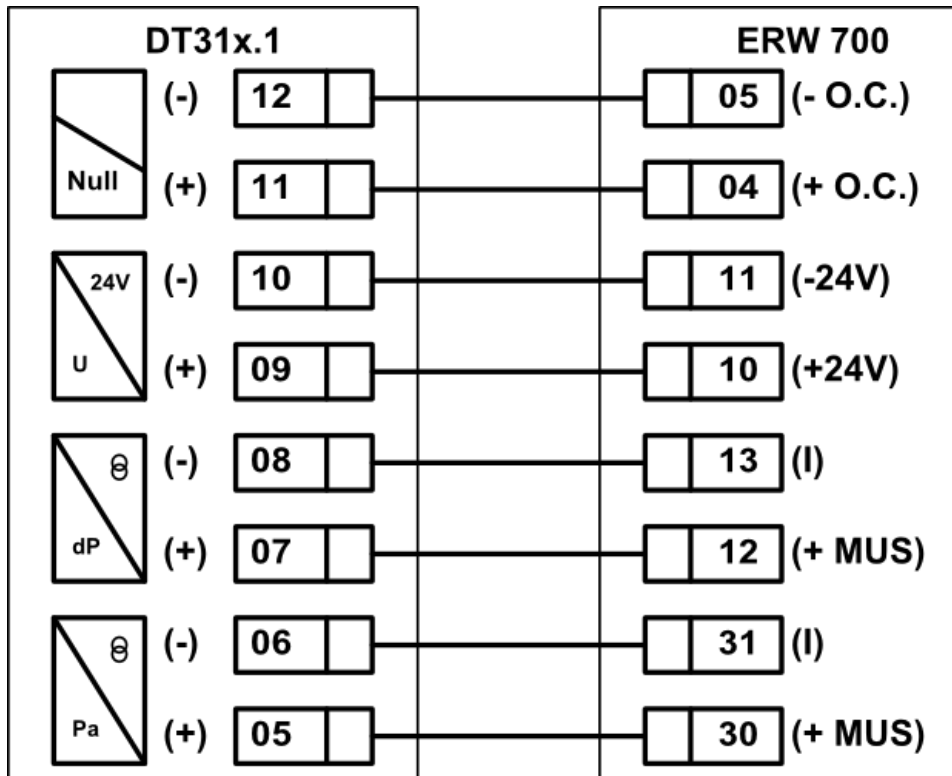 DT31x.1 ERW 700
(-) 12 05 (- O.C.)
Null (+) 11 04 (+ O.C.)
24V (-) 10 11 (-24V)
U (+) 09 10 (+24V)
(-) 08 13 (I)
dP (+) 07 12 (+ MUS)
(-) 06 31 (I)
Pa (+) 05 30 (+ MUS)